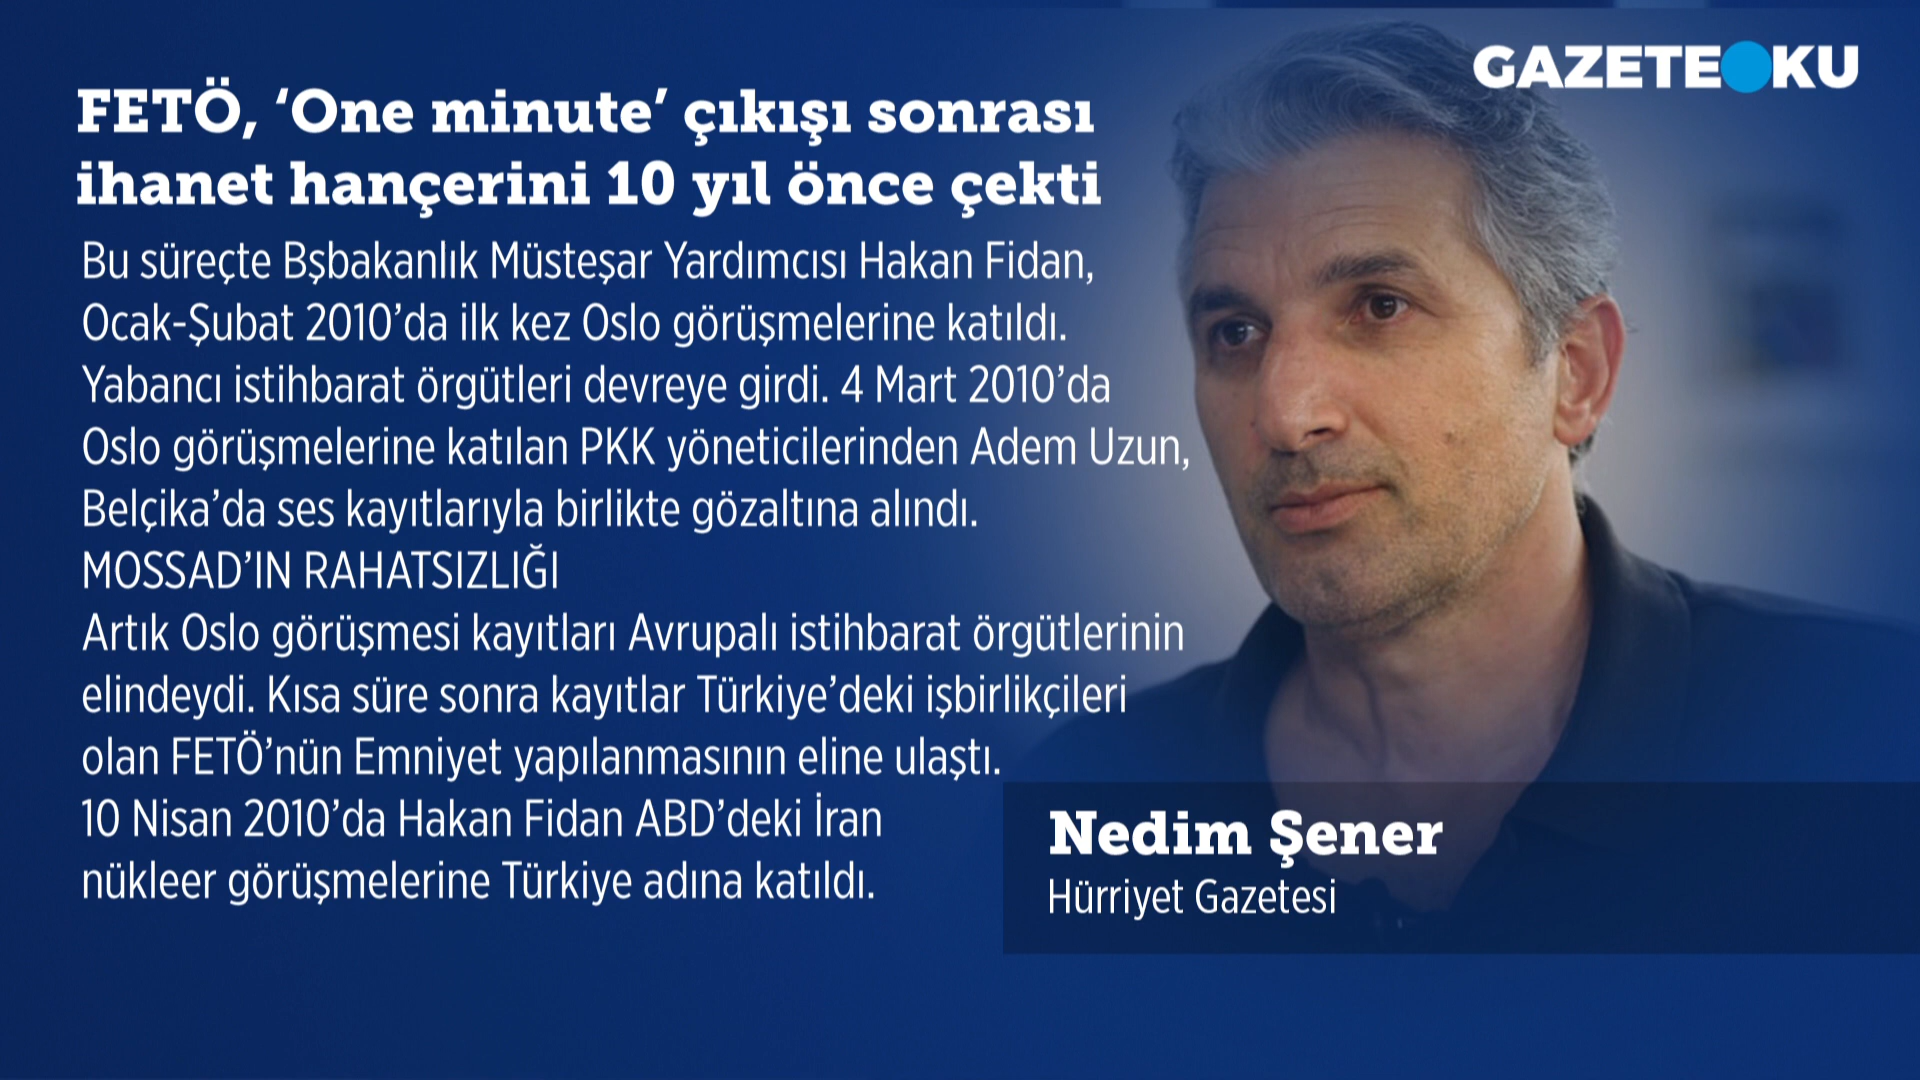 GAZETEOKU
FETÖ, ‘One minute’ çıkışı sonrası
ihanet hançerini 10 yıl önce çekti
Bu süreçte Bşbakanlık Müsteşar Yardımcısı Hakan Fidan,
Ocak-Şubat 2010’da ilk kez Oslo görüşmelerine katıldı.
Yabancı istihbarat örgütleri devreye girdi. 4 Mart 2010’da
Oslo görüşmelerine katılan PKK yöneticilerinden Adem Uzun,
Belçika’da ses kayıtlarıyla birlikte gözaltına alındı.
MOSSAD’IN RAHATSIZLIĞI
Artık Oslo görüşmesi kayıtları Avrupalı istihbarat örgütlerinin
elindeydi. Kısa süre sonra kayıtlar Türkiye’deki işbirlikçileri
olan FETÖ’nün Emniyet yapılanmasının eline ulaştı.
10 Nisan 2010’da Hakan Fidan ABD’deki İran
nükleer görüşmelerine Türkiye adına katıldı.
Nedim Şener
Hürriyet Gazetesi